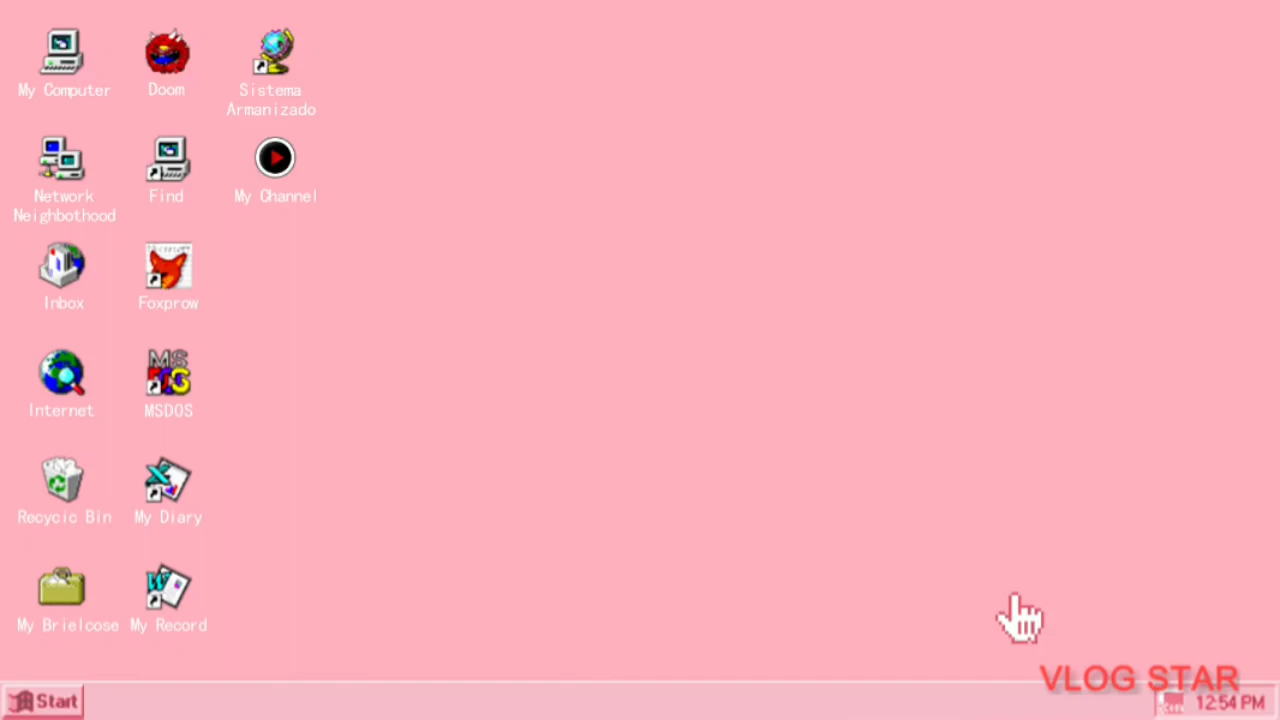 My Computer
Doom
Sistema
Armanizado
Network
Neighbothood
Find
My Channel
Inbox
Foxprow
Internet
MS
MSDOS
Recycic Bin
My Diary
My Brielcose
My Record
VLOG STAR
Start
12:54 PM